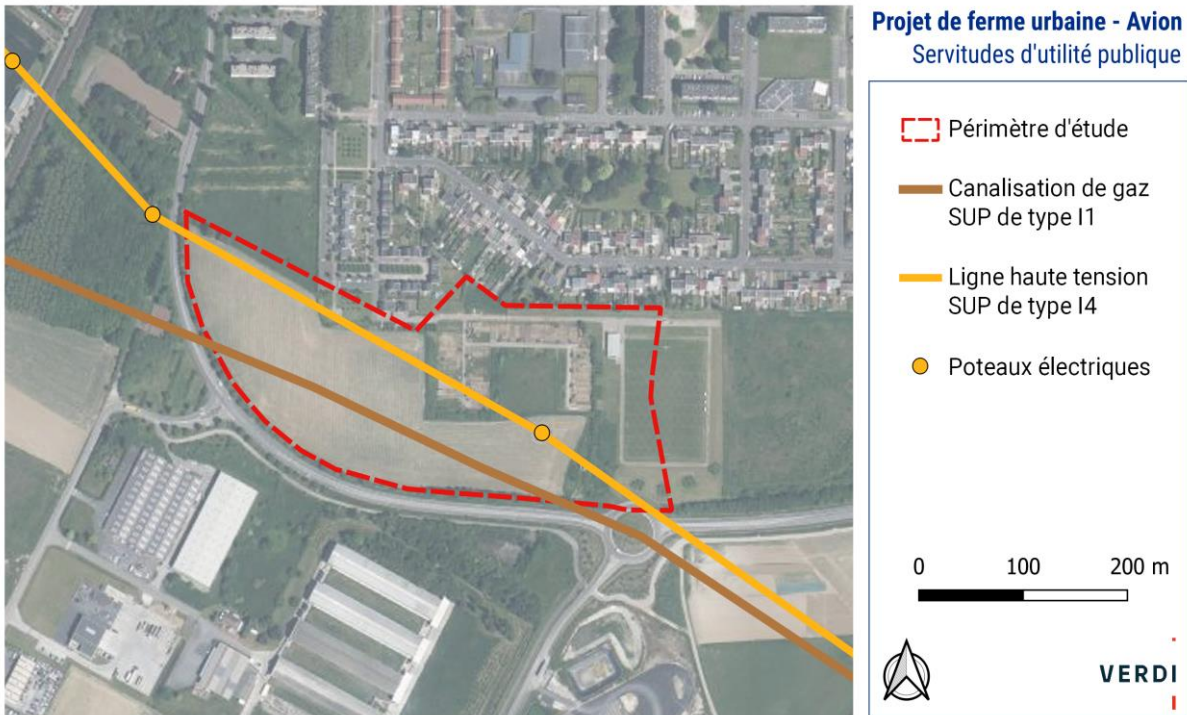 Projet de ferme urbaine - Avion
Servitudes d'utilité publique
Périmètre d'étude
Canalisation de gaz
SUP de type I1
Ligne haute tension
SUP de type I4
Poteaux électriques
0 100 200 m
VERDI